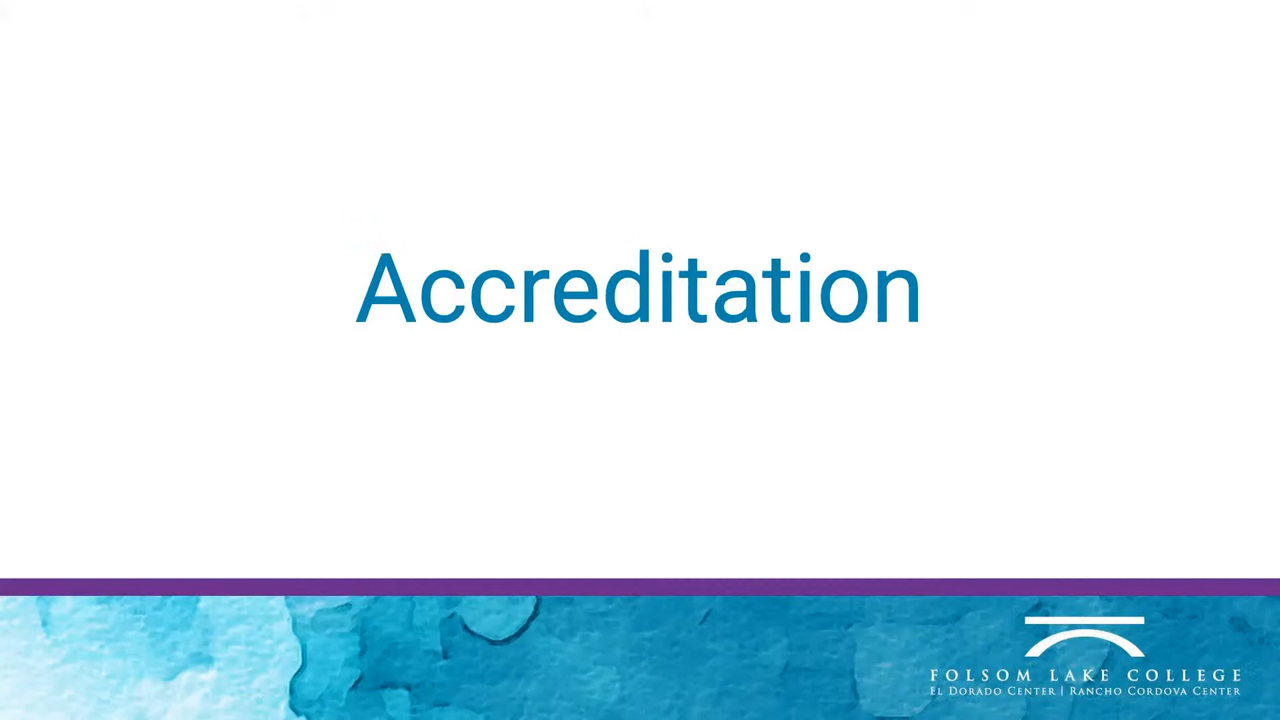 Accreditation
FOLSOM LAKE COLLEGE
EL DORADO CENTER | RANCHO CORDOVA CENTER